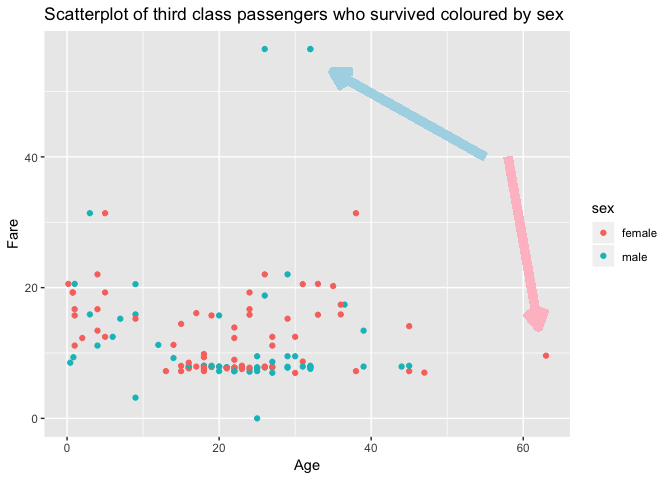 Scatterplot of third class passengers who survived coloured by sex
40
20
0
Fare
0
20
40
60
Age
sex
female
male